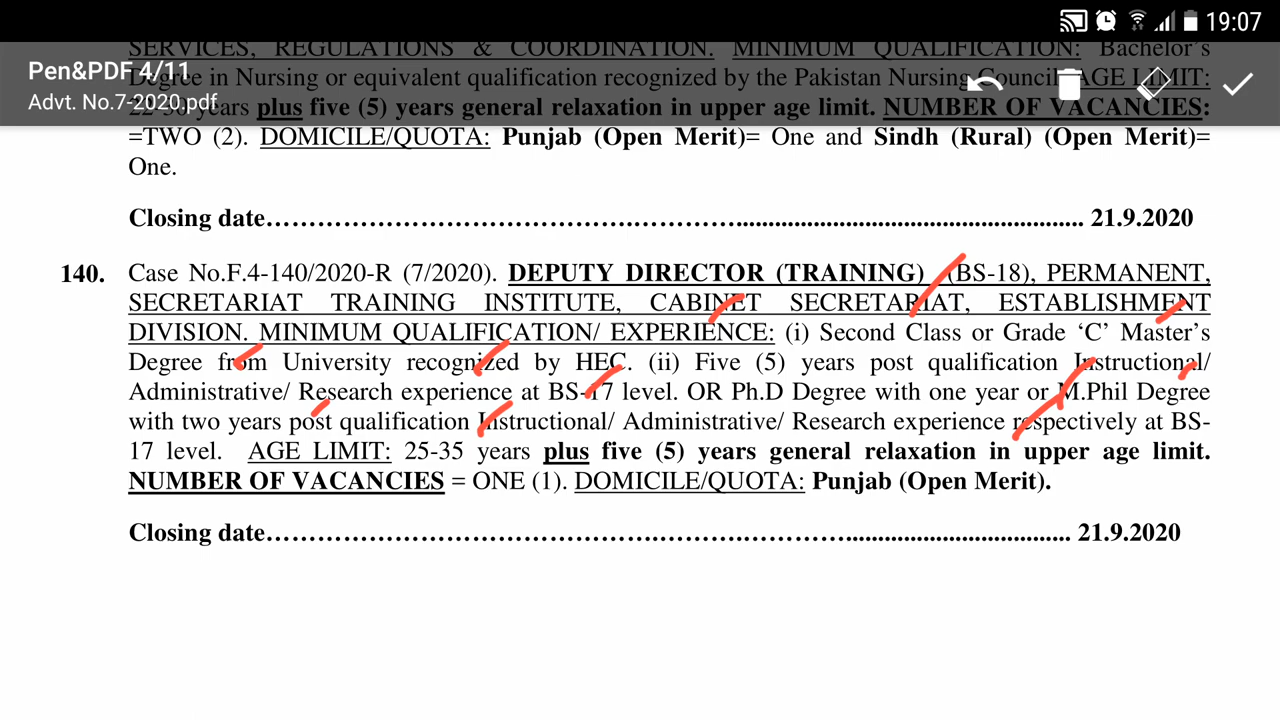 19:07
SERVICES, REGULATIONS & COORDINATION. MINIMUM QUALIFICATION: Bachelor's
Pen&PDF 4/11
Degree in Nursing or equivalent qualification recognized by the Pakistan Nursing Council. AGE LIMIT:
Advt. No.7-2020.pdf
years plus five (5) years general relaxation in upper age limit. NUMBER OF VACANCIES:
=TWO (2). DOMICILE/QUOTA: Punjab (Open Merit)= One and Sindh (Rural) (Open Merit)=
One.
Closing date……………………………………………......................................................... 21.9.2020
140. Case No.F.4-140/2020-R (7/2020). DEPUTY DIRECTOR (TRAINING) (BS-18), PERMANENT,
SECRETARIAT TRAINING INSTITUTE, CABINET SECRETARIAT, ESTABLISHMENT
DIVISION. MINIMUM QUALIFICATION/ EXPERIENCE: (i) Second Class or Grade ‘C’ Master’s
Degree from University recognized by HEC. (ii) Five (5) years post qualification Instructional/
Administrative/ Research experience at BS-17 level. OR Ph.D Degree with one year or M.Phil Degree
with two years post qualification Instructional/ Administrative/ Research experience respectively at BS-
17 level. AGE LIMIT: 25-35 years plus five (5) years general relaxation in upper age limit.
NUMBER OF VACANCIES = ONE (1). DOMICILE/QUOTA: Punjab (Open Merit).
Closing date……………………………………….……….………………..................................... 21.9.2020